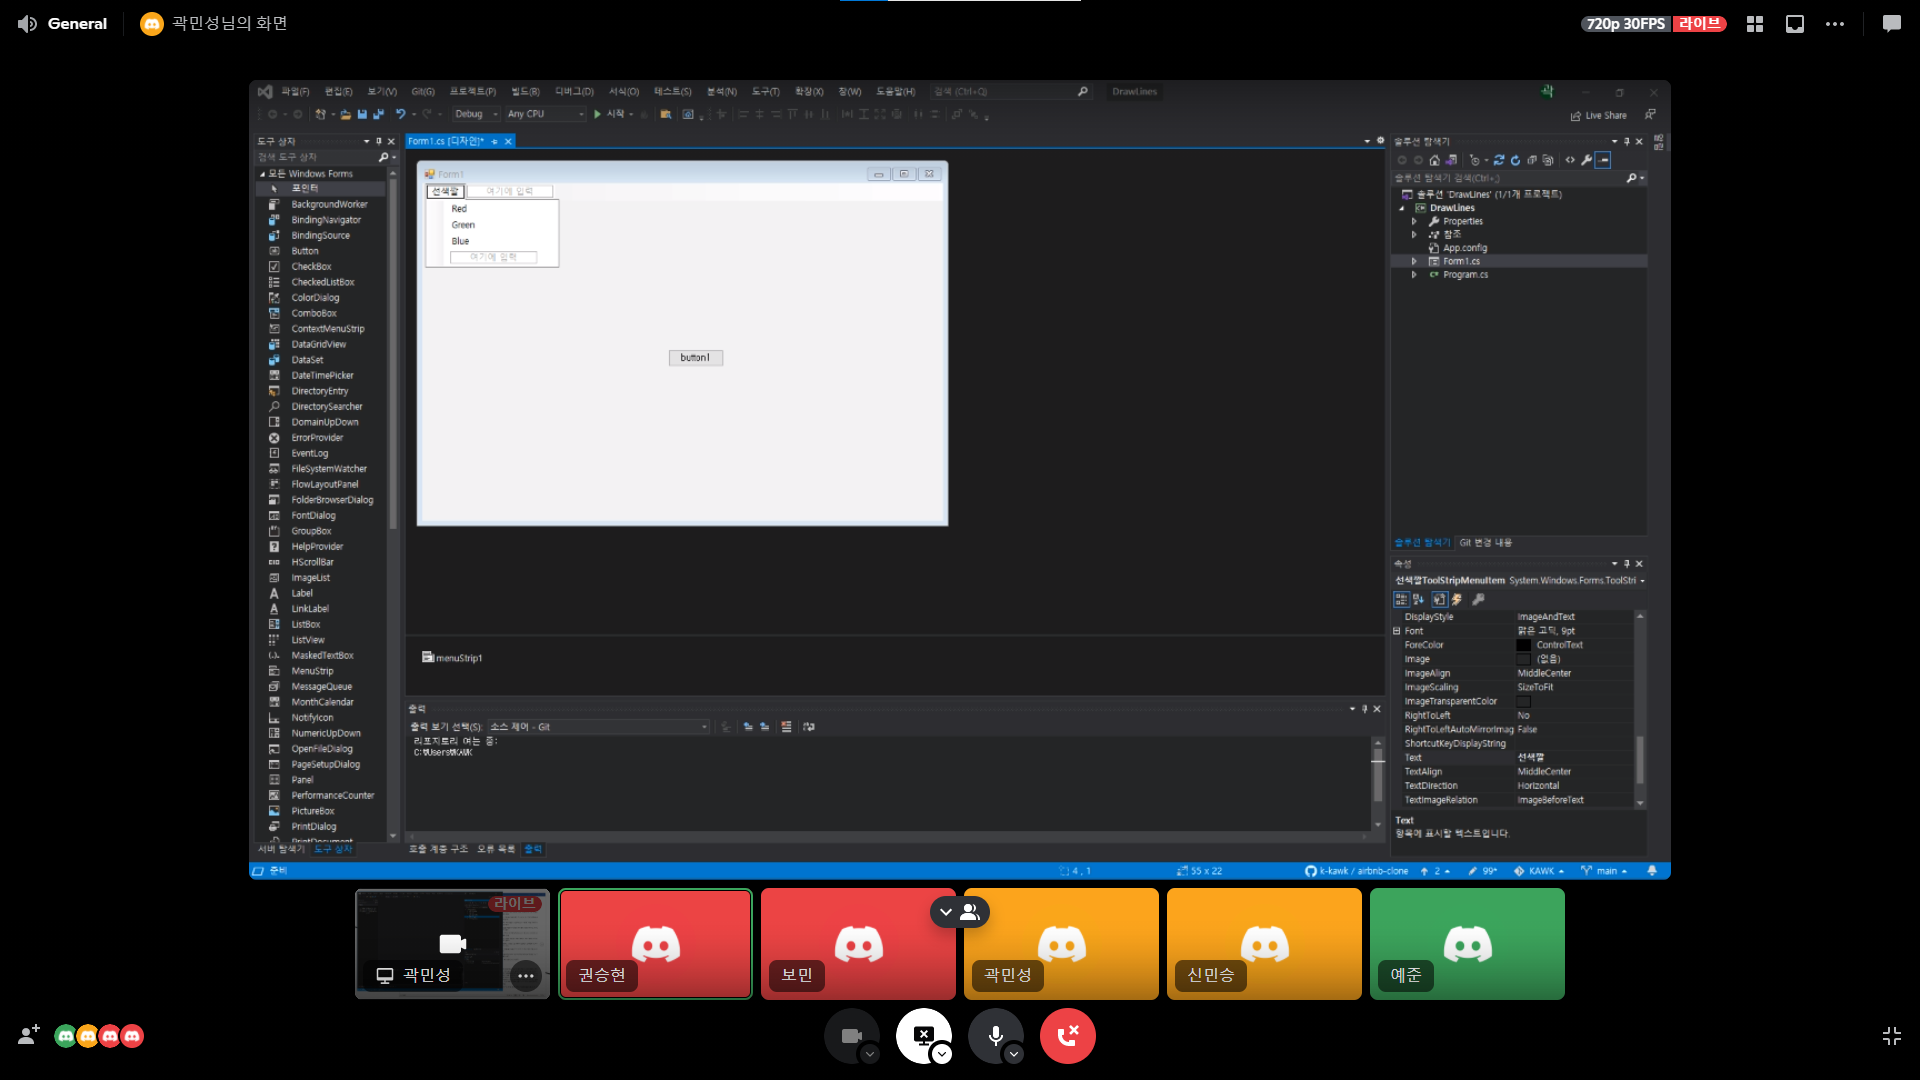 General
곽민성님의 화면
720p 30FPS 라이브
파일(F) 편집(E) 보기(V) Git(G) 프로젝트(P) 빌드(B) 디버그(D) 서식(O) 테스트(S) 분석(N) 도구(T) 확장(X) 창(W) 도움말(H) 검색 (Ctrl+Q) DrawLines
Debug Any CPU 시작 Live Share
도구 상자
검색 도구 상자
모든 Windows Forms
포인터
BackgroundWorker
BindingNavigator
BindingSource
Button
CheckBox
CheckedListBox
ColorDialog
ComboBox
ContextMenuStrip
DataGridView
DataSet
DateTimePicker
DirectoryEntry
DirectorySearcher
DomainUpDown
ErrorProvider
EventLog
FileSystemWatcher
FlowLayoutPanel
FolderBrowserDialog
FontDialog
GroupBox
HelpProvider
HScrollBar
ImageList
Label
LinkLabel
ListBox
ListView
MaskedTextBox
MenuStrip
MessageQueue
MonthCalendar
NotifyIcon
NumericUpDown
OpenFileDialog
PageSetupDialog
Panel
PerformanceCounter
PictureBox
PrintDialog
PrintDocument
서버 탐색기 도구 상자
Form1.cs [디자인]*
Form1
선색깔 여기에 입력
Red
Green
Blue
여기에 입력
button1
menuStrip1
출력
출력 보기 선택(S): 소스 제어 - Git
리포지토리 여는 중:
C:\Users\KAWK
호출 계층 구조 오류 목록 출력
솔루션 탐색기
솔루션 탐색기 검색(Ctrl+;)
솔루션 'DrawLines' (1/1개 프로젝트)
DrawLines
Properties
참조
App.config
Form1.cs
Program.cs
솔루션 탐색기 Git 변경 내용
속성
선색깔ToolStripMenuItem System.Windows.Forms.ToolStri
DisplayStyle ImageAndText
Font 맑은 고딕, 9pt
ForeColor ControlText
Image (없음)
ImageAlign MiddleCenter
ImageScaling SizeToFit
ImageTransparentColor
RightToLeft No
RightToLeftAutoMirrorImag False
ShortcutKeyDisplayString
Text 선색깔
TextAlign MiddleCenter
TextDirection Horizontal
TextImageRelation ImageBeforeText
Text
항목에 표시할 텍스트입니다.
준비 4 , 1 55 x 22 k-kawk / airbnb-clone 2 99+ KAWK main
라이브
곽민성
권승현
보민
곽민성
신민승
예준